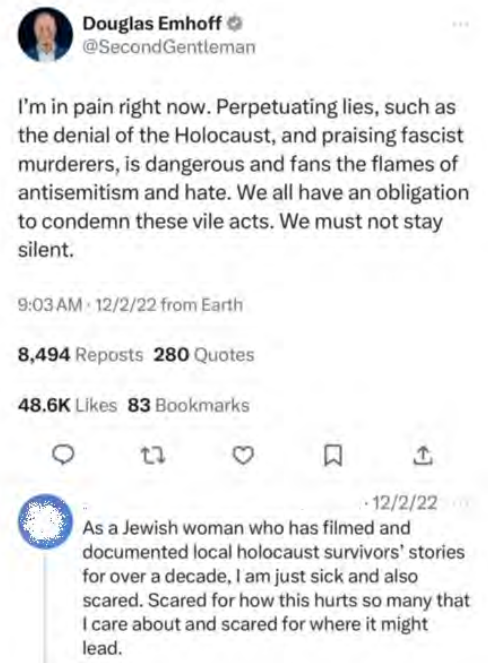 Douglas Emhoff
@SecondGentleman
I'm in pain right now. Perpetuating lies, such as
the denial of the Holocaust, and praising fascist
murderers, is dangerous and fans the flames of
antisemitism and hate. We all have an obligation
to condemn these vile acts. We must not stay
silent.
9:03 AM · 12/2/22 from Earth
8,494 Reposts 280 Quotes
48.6K Likes 83 Bookmarks
· 12/2/22
As a Jewish woman who has filmed and
documented local holocaust survivors' stories
for over a decade, I am just sick and also
scared. Scared for how this hurts so many that
I care about and scared for where it might
lead.